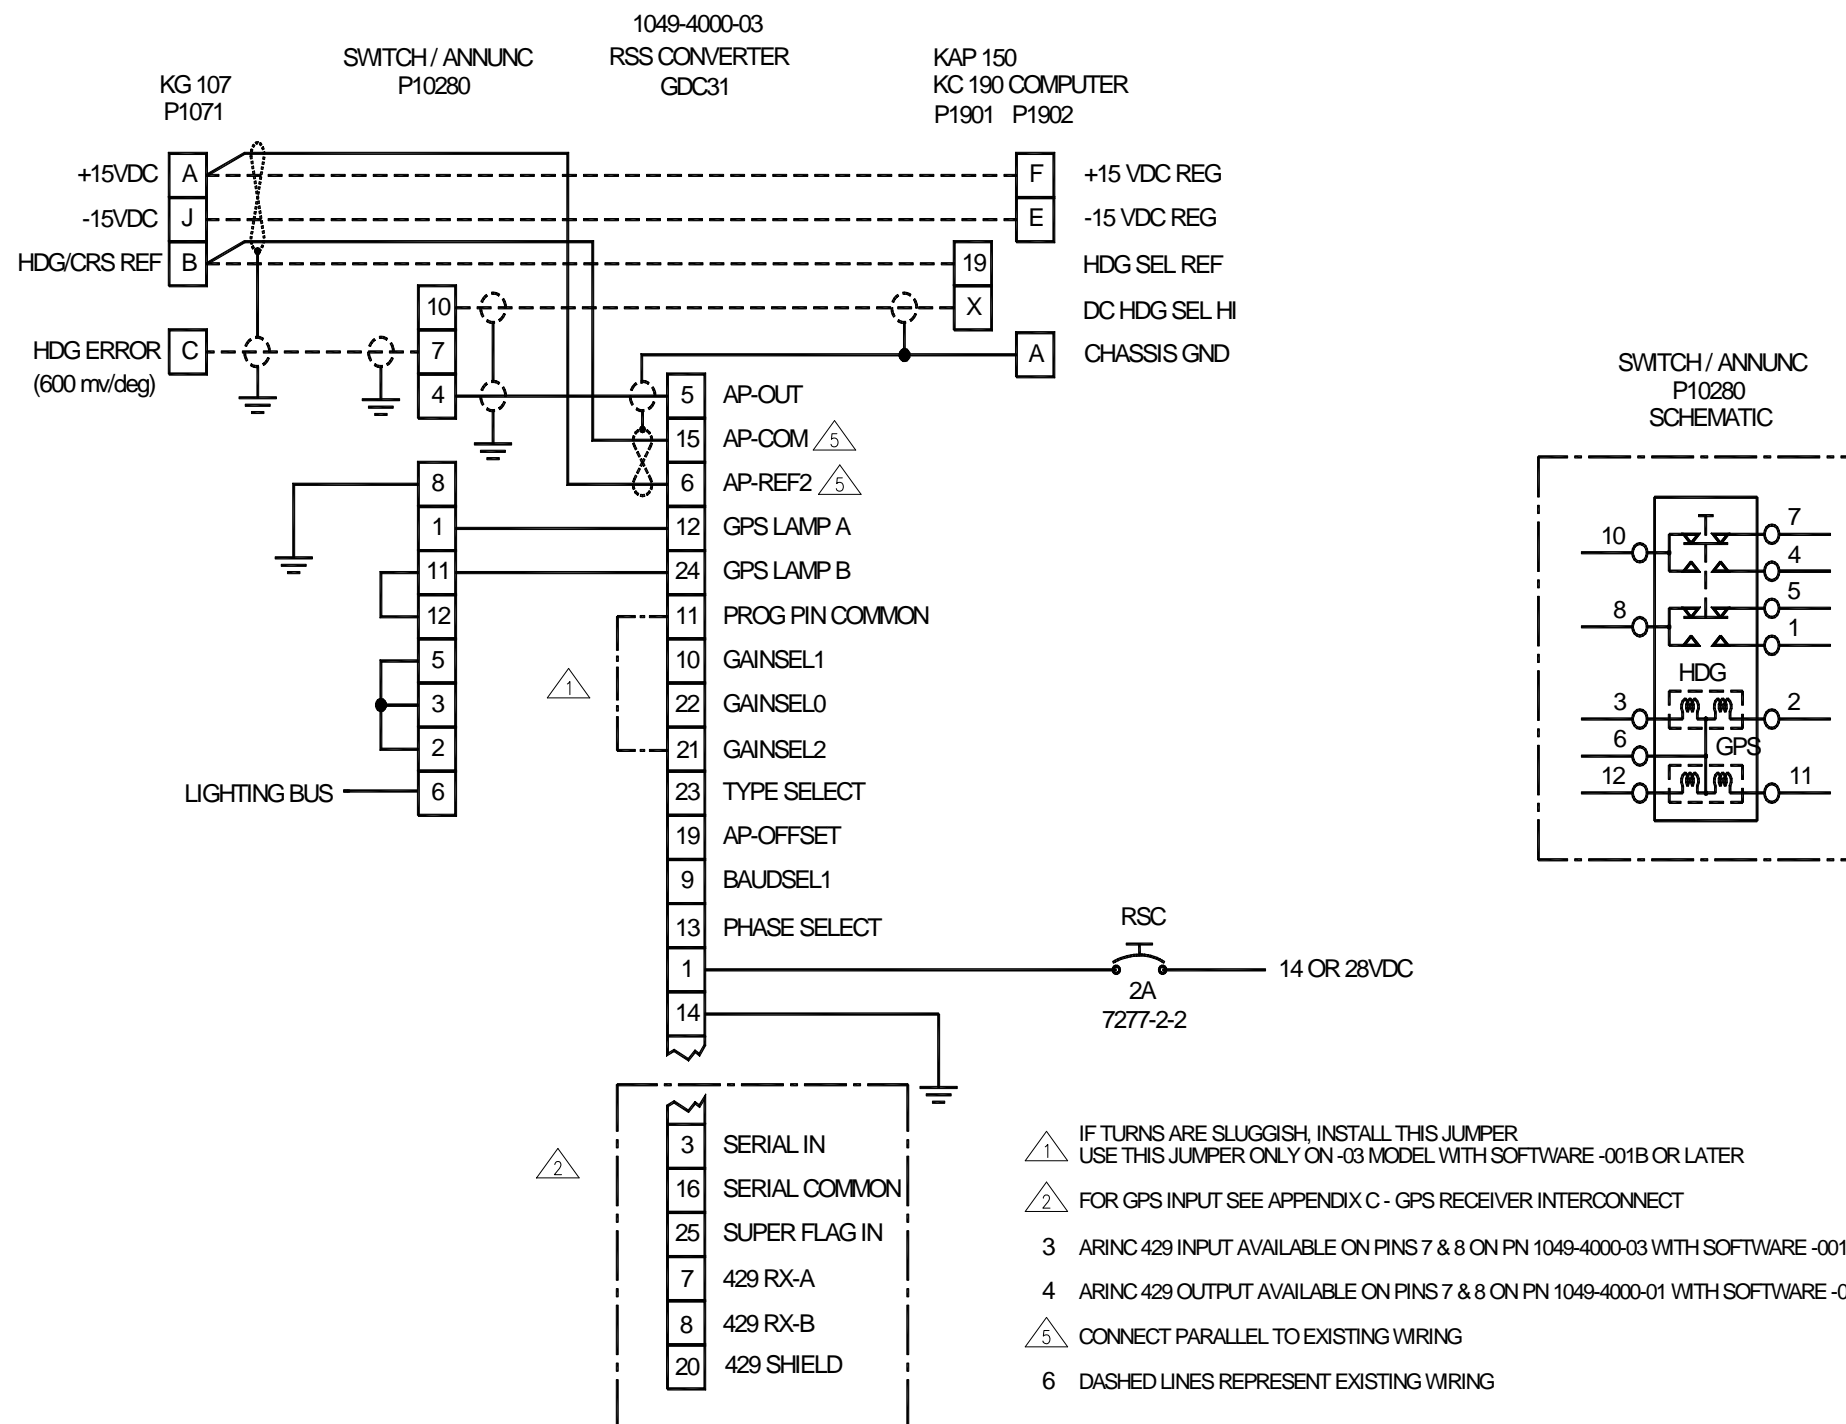 1049-4000-03
SWITCH / ANNUNC
P10280
RSS CONVERTER
GDC31
KG 107
P1071
KAP 150
KC 190 COMPUTER
P1901 P1902
+15VDC A F +15 VDC REG
-15VDC J E -15 VDC REG
HDG/CRS REF B 19 HDG SEL REF
10 X DC HDG SEL HI
HDG ERROR C 7 A CHASSIS GND
(600 mv/deg)
4 5 AP-OUT
15 AP-COM 5
8 6 AP-REF2 5
1 12 GPS LAMP A
11 24 GPS LAMP B
12 11 PROG PIN COMMON
5 10 GAINSEL1
1
3 22 GAINSEL0
2 21 GAINSEL2
LIGHTING BUS 6 23 TYPE SELECT
19 AP-OFFSET
9 BAUDSEL1
13 PHASE SELECT
RSC
1 14 OR 28VDC
2A
7277-2-2
14
2
3 SERIAL IN
16 SERIAL COMMON
25 SUPER FLAG IN
7 429 RX-A
8 429 RX-B
20 429 SHIELD
SWITCH / ANNUNC
P10280
SCHEMATIC
10 7
4
8 5
1
HDG
3 2
6 GPS
12 11
1 IF TURNS ARE SLUGGISH, INSTALL THIS JUMPER
USE THIS JUMPER ONLY ON -03 MODEL WITH SOFTWARE -001B OR LATER
2 FOR GPS INPUT SEE APPENDIX C - GPS RECEIVER INTERCONNECT
3 ARINC 429 INPUT AVAILABLE ON PINS 7 & 8 ON PN 1049-4000-03 WITH SOFTWARE -001
4 ARINC 429 OUTPUT AVAILABLE ON PINS 7 & 8 ON PN 1049-4000-01 WITH SOFTWARE -0
5 CONNECT PARALLEL TO EXISTING WIRING
6 DASHED LINES REPRESENT EXISTING WIRING